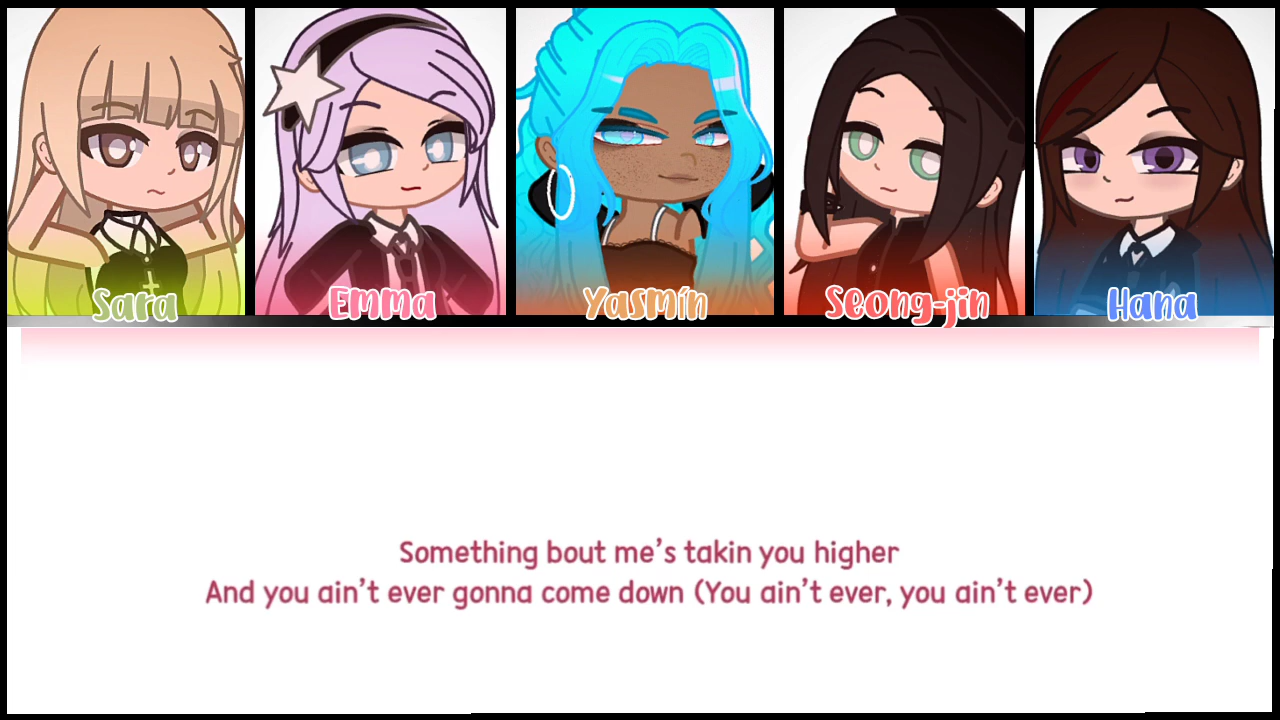 Sara
Emma
Yasmín
Seong-jin
Hana
Something bout me's takin you higher
And you ain't ever gonna come down (You ain't ever, you ain't ever)